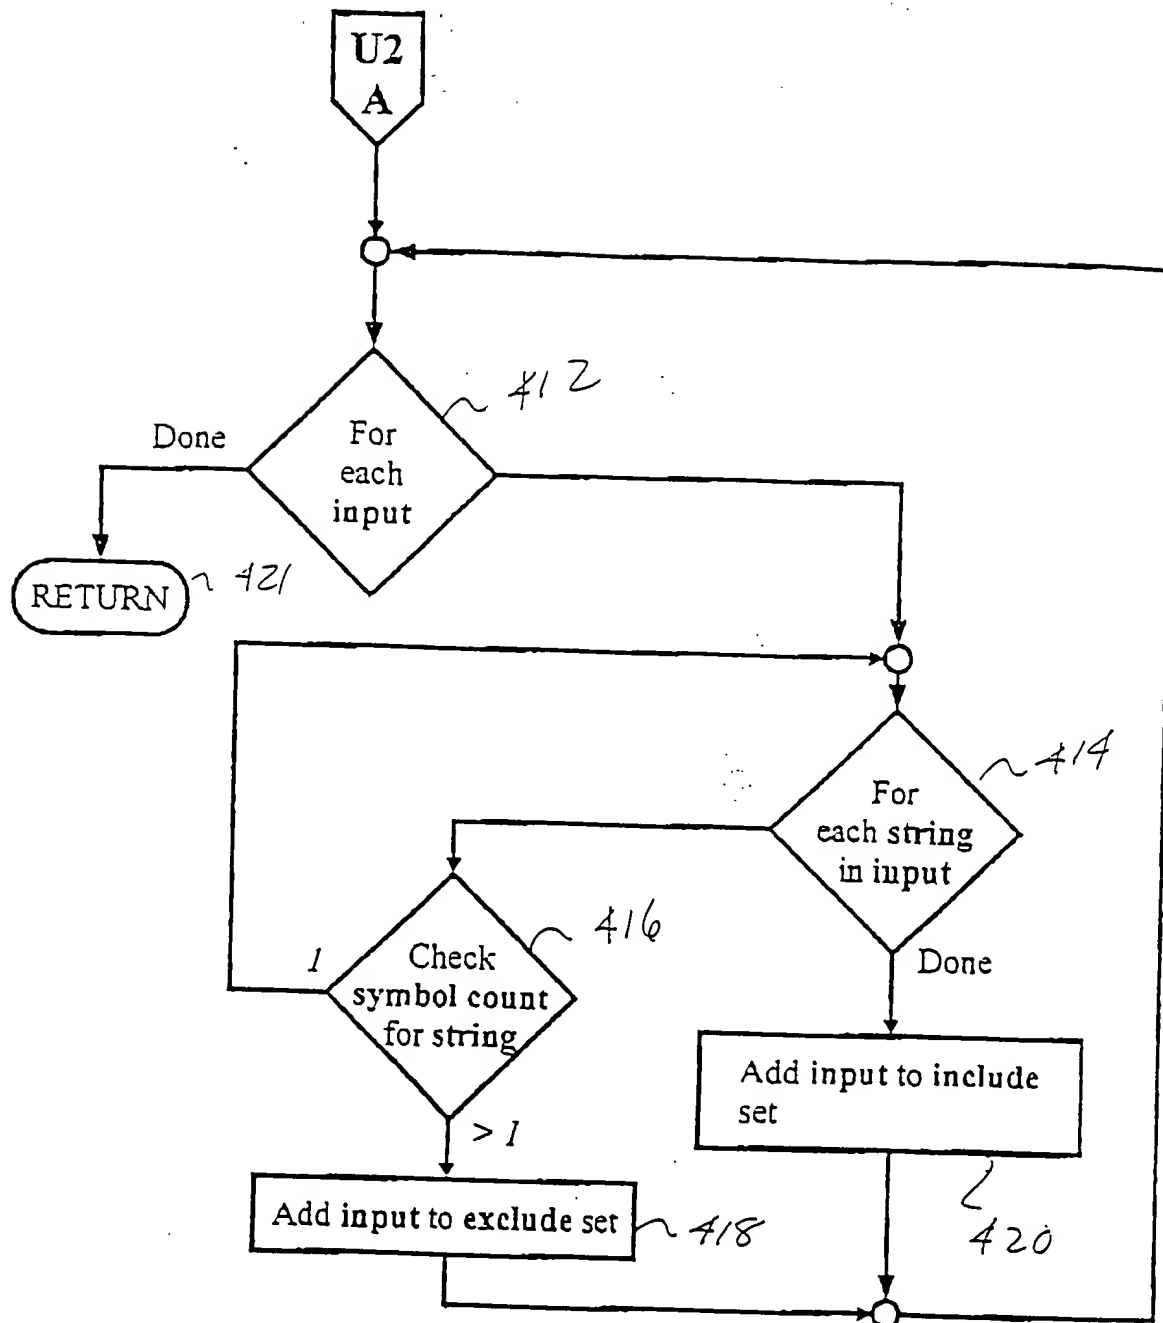 U2
A
412
For
each
input
Done
RETURN
421
414
For
each string
in input
Done
416
Check
symbol count
for string
1
> 1
Add input to include
set
420
Add input to exclude set
418